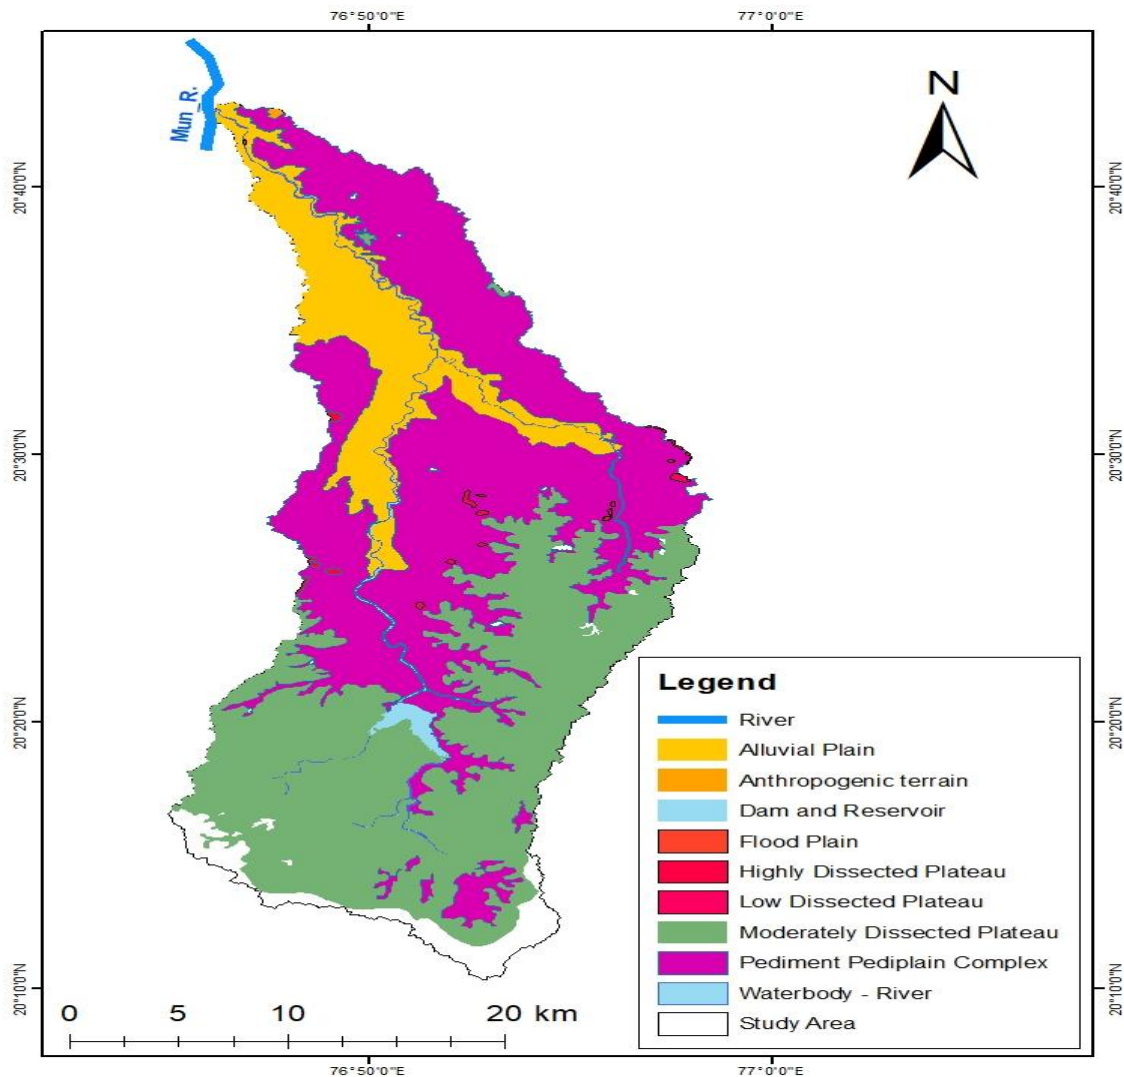 76°50'0"E
77°0'0"E
N
Mun_R.
20°40'0"N
20°40'0"N
20°30'0"N
20°30'0"N
20°20'0"N
20°20'0"N
20°10'0"N
20°10'0"N
Legend
River
Alluvial Plain
Anthropogenic terrain
Dam and Reservoir
Flood Plain
Highly Dissected Plateau
Low Dissected Plateau
Moderately Dissected Plateau
Pediment Pediplain Complex
Waterbody - River
Study Area
0 5 10 20 km
76°50'0"E
77°0'0"E